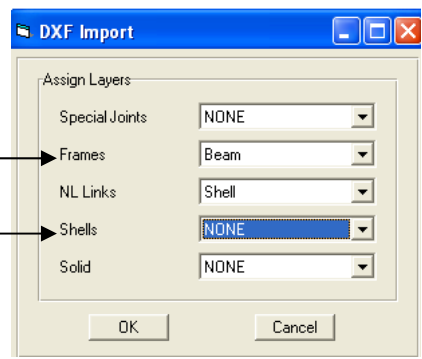 DXF Import
Assign Layers
Special Joints NONE
Frames Beam
NL Links Shell
Shells NONE
Solid NONE
OK Cancel